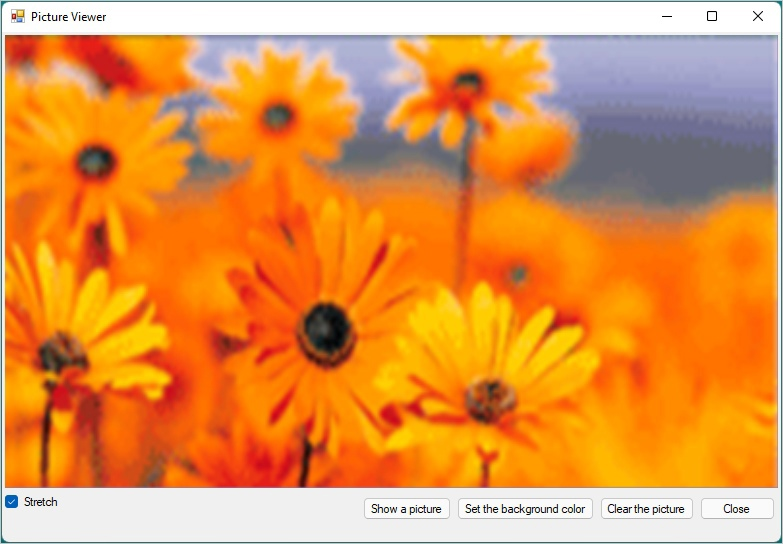 Picture Viewer
Stretch
Show a picture
Set the background color
Clear the picture
Close